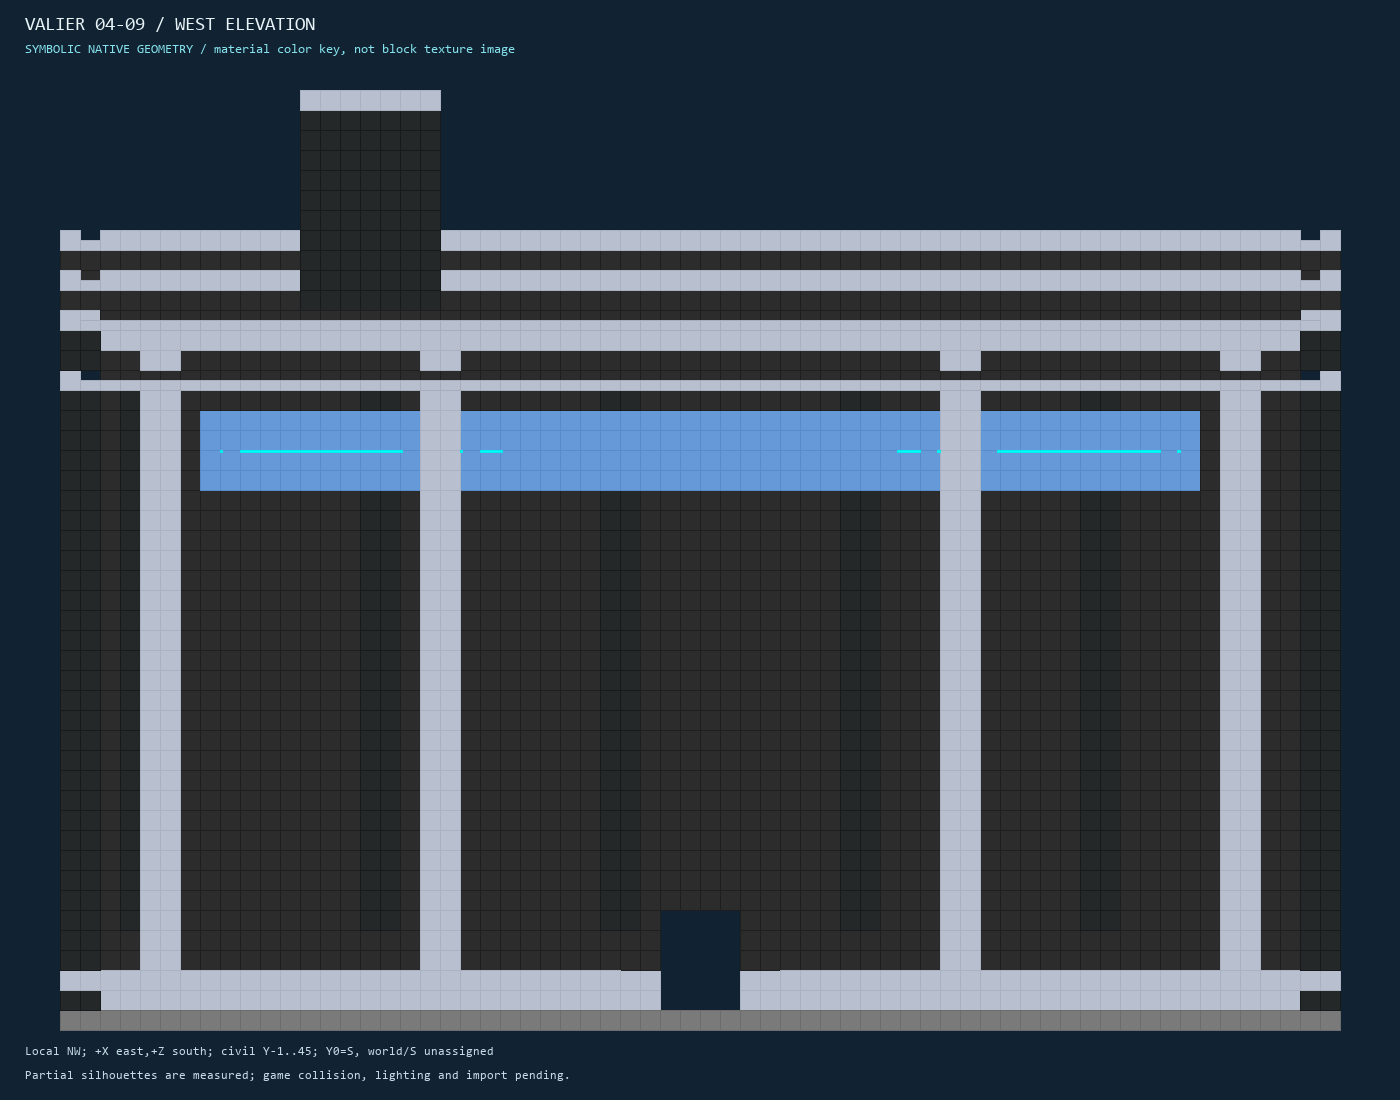 VALIER 04-09 / WEST ELEVATION
SYMBOLIC NATIVE GEOMETRY / material color key, not block texture image
Local NW; +X east,+Z south; civil Y-1..45; Y0=S, world/S unassigned
Partial silhouettes are measured; game collision, lighting and import pending.